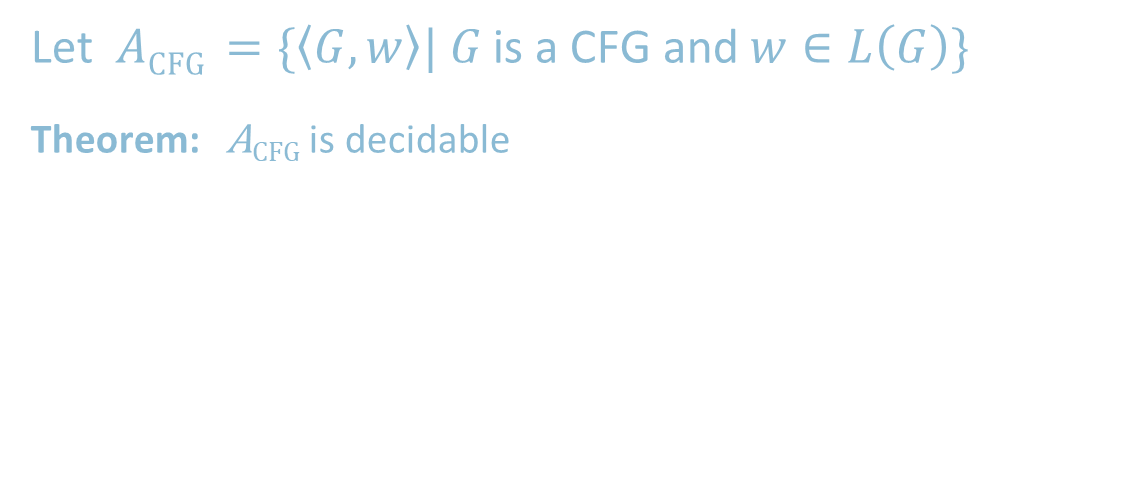 Let A_CFG = {⟨G, w⟩| G is a CFG and w ∈ L(G)}
Theorem: A_CFG is decidable